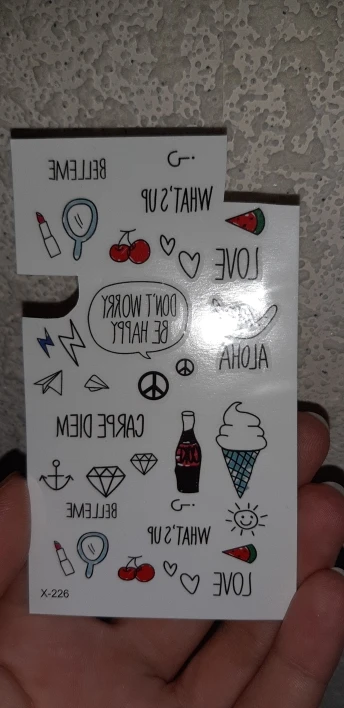 BELLEME
WHAT'S UP
LOVE
DON'T WORRY
BE HAPPY
ALOHA
CARPE DIEM
BELLEME
WHAT'S UP
LOVE
X-226